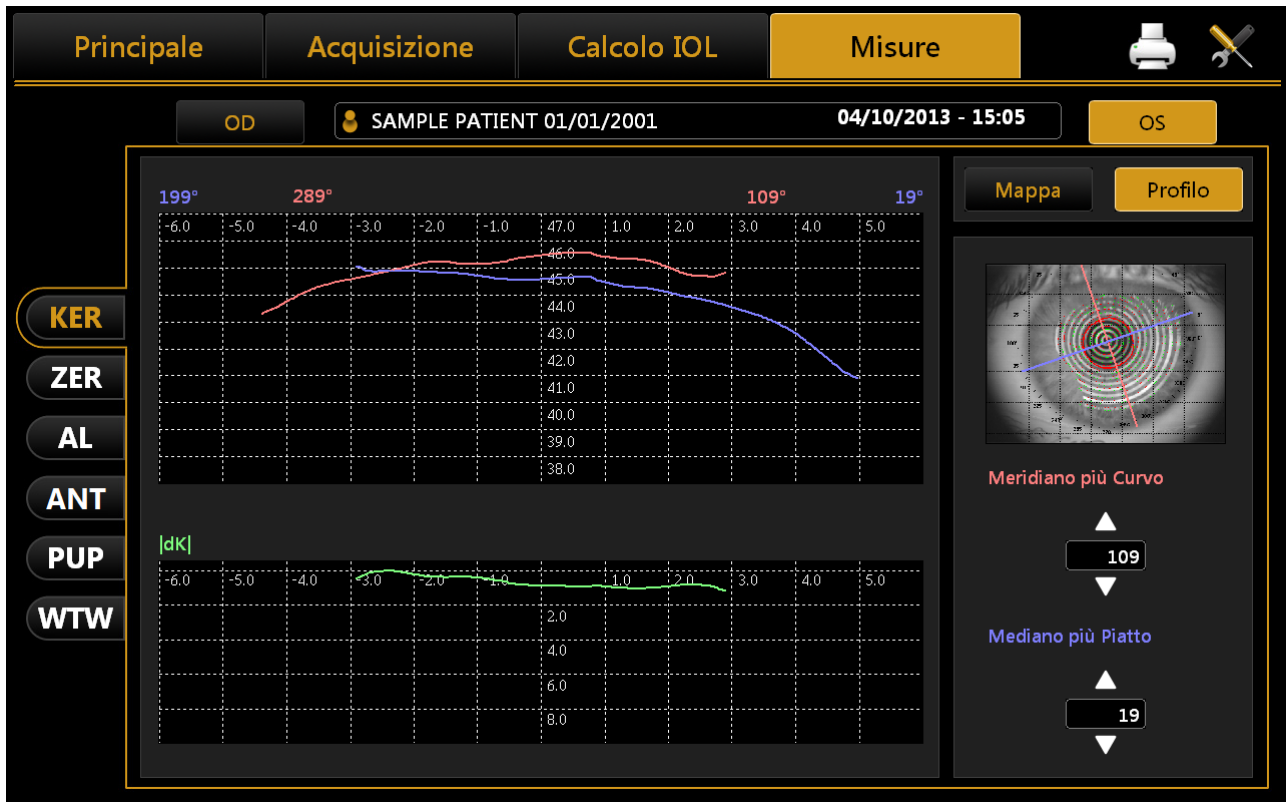 Principale Acquisizione Calcolo IOL Misure
OD SAMPLE PATIENT 01/01/2001 04/10/2013 - 15:05 OS
Mappa Profilo
199° 289° 109° 19°
-6.0 -5.0 -4.0 -3.0 -2.0 -1.0 47.0 1.0 2.0 3.0 4.0 5.0
46.0
45.0
44.0
43.0
42.0
41.0
40.0
39.0
38.0
KER
ZER
AL
ANT
PUP
WTW
|dK|
-6.0 -5.0 -4.0 -3.0 -2.0 -1.0 1.0 2.0 3.0 4.0 5.0
2.0
4.0
6.0
8.0
Meridiano più Curvo
109
Mediano più Piatto
19